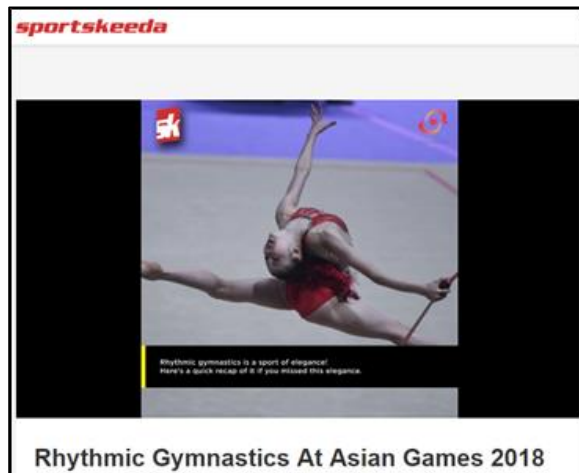 sportskeeda
sk
Rhythmic gymnastics is a sport of elegance!
Here's a quick recap of it if you missed this elegance.
Rhythmic Gymnastics At Asian Games 2018